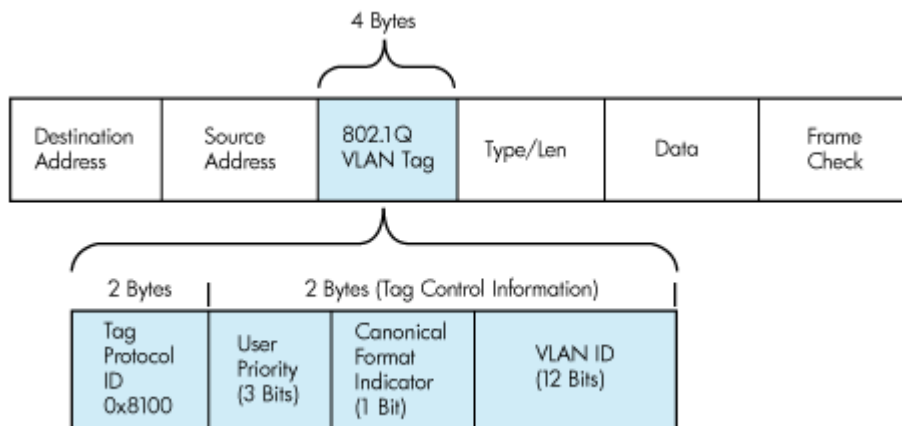 4 Bytes
Destination
Address
Source
Address
802.1Q
VLAN Tag
Type/Len
Data
Frame
Check
2 Bytes
2 Bytes (Tag Control Information)
Tag
Protocol
ID
0x8100
User
Priority
(3 Bits)
Canonical
Format
Indicator
(1 Bit)
VLAN ID
(12 Bits)